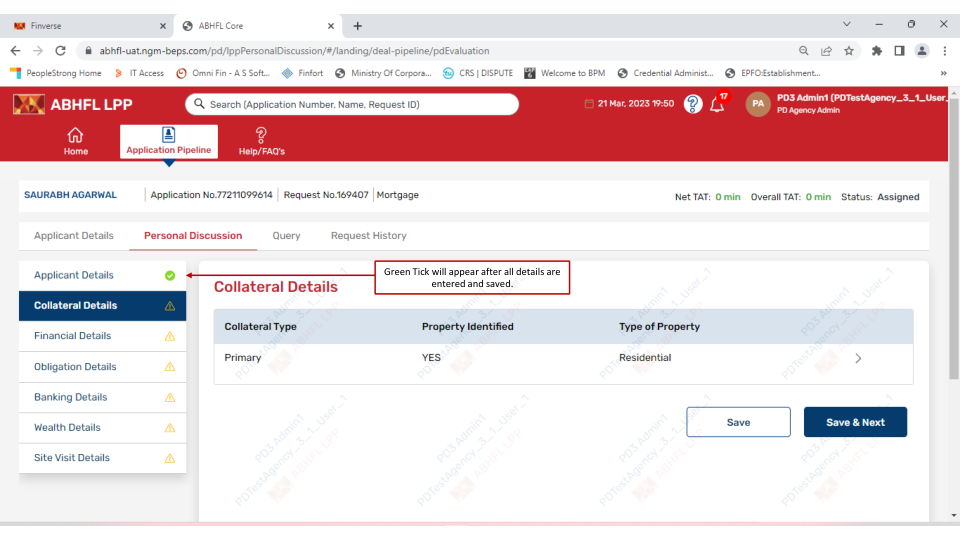 Finverse
ABHFL Core
abhfl-uat.ngm-beps.com/pd/lppPersonalDiscussion/#/landing/deal-pipeline/pdEvaluation
PeopleStrong Home IT Access Omni Fin - A S Soft... Finfort Ministry Of Corpora... CRS | DISPUTE Welcome to BPM Credential Administ... EPFO:Establishment... »
ABHFL LPP
Search (Application Number, Name, Request ID)
21 Mar, 2023 19:50
17
PA
PD3 Admin1 (PDTestAgency_3_1_User_
PD Agency Admin
Home
Application Pipeline
Help/FAQ's
SAURABH AGARWAL
Application No.77211099614
Request No.169407
Mortgage
Net TAT: 0 min Overall TAT: 0 min Status: Assigned
Applicant Details Personal Discussion Query Request History
Applicant Details
Collateral Details
Financial Details
Obligation Details
Banking Details
Wealth Details
Site Visit Details
Green Tick will appear after all details are
entered and saved.
Collateral Details
Collateral Type Property Identified Type of Property
Primary YES Residential
Save
Save & Next
PD3 Admin1
PDTestAgency_3_1_User_1
ABHFL LPP